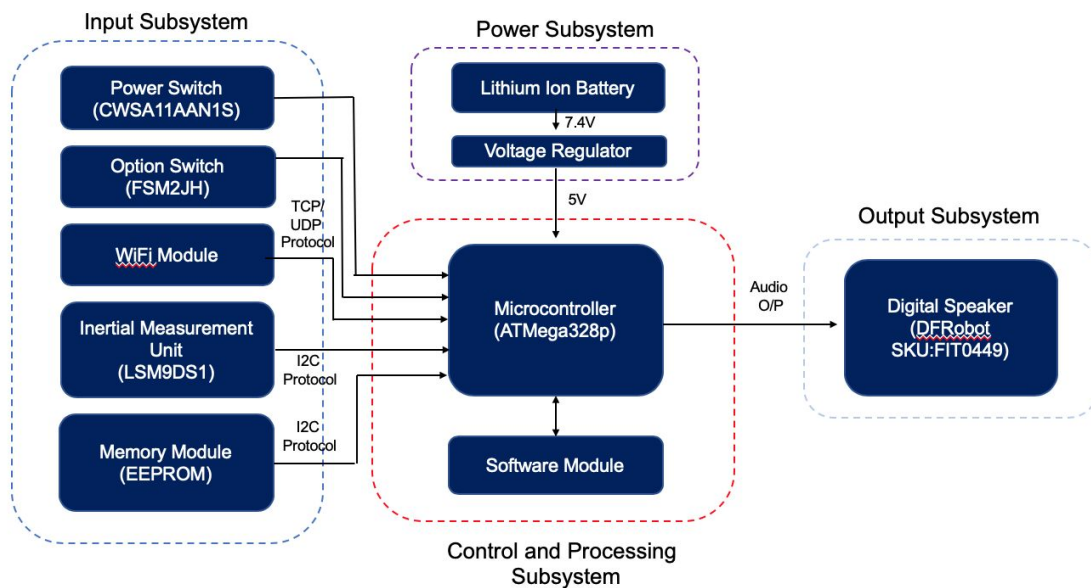 Input Subsystem
Power Switch
(CWSA11AAN1S)
Option Switch
(FSM2JH)
WiFi Module
Inertial Measurement
Unit
(LSM9DS1)
Memory Module
(EEPROM)
TCP/
UDP
Protocol
I2C
Protocol
I2C
Protocol
Power Subsystem
Lithium Ion Battery
7.4V
Voltage Regulator
5V
Microcontroller
(ATMega328p)
Software Module
Control and Processing
Subsystem
Audio
O/P
Output Subsystem
Digital Speaker
(DFRobot
SKU:FIT0449)